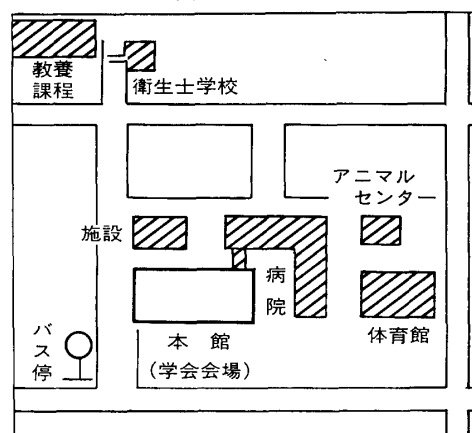 教養
課程
衛生士学校
アニマル
センター
施設
病
院
バ
ス
停
本館
(学会会場)
体育館